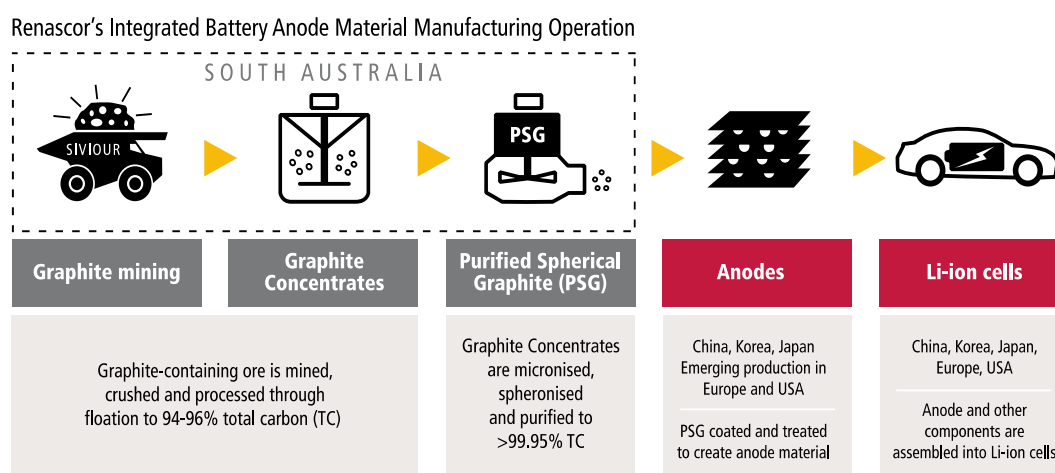 Renascor's Integrated Battery Anode Material Manufacturing Operation
SOUTH AUSTRALIA
SIVIOUR
PSG
Graphite mining
Graphite
Concentrates
Purified Spherical
Graphite (PSG)
Anodes
Li-ion cells
Graphite-containing ore is mined,
crushed and processed through
floation to 94-96% total carbon (TC)
Graphite Concentrates
are micronised,
spheronised
and purified to
>99.95% TC
China, Korea, Japan
Emerging production in
Europe and USA
PSG coated and treated
to create anode material
China, Korea, Japan,
Europe, USA
Anode and other
components are
assembled into Li-ion cells